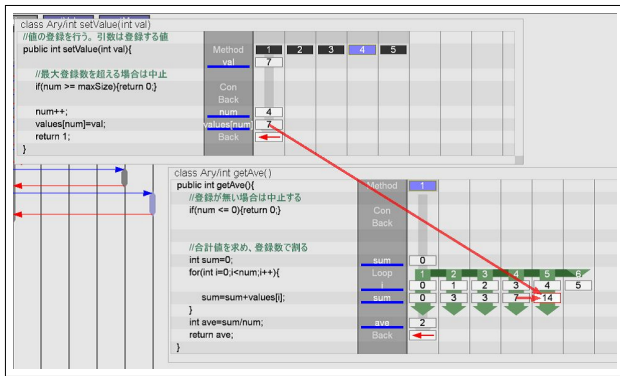 class Ary/int setValue(int val)
//値の登録を行う。引数は登録する値
public int setValue(int val){ Method 1 2 3 4 5
val 7
//最大登録数を超える場合は中止
if(num >= maxSize){return 0;} Con
Back
num++; num 4
values[num]=val; values[num] 7
return 1; Back
}
class Ary/int getAve()
public int getAve(){ Method 1
//登録が無い場合は中止する
if(num <= 0){return 0;} Con
Back
//合計値を求め、登録数で割る
int sum=0; sum 0
for(int i=0;i<num;i++){ Loop 1 2 3 4 5 6
i 0 1 2 3 4 5
sum=sum+values[i]; sum 0 3 3 7 14
}
int ave=sum/num; ave 2
return ave; Back
}